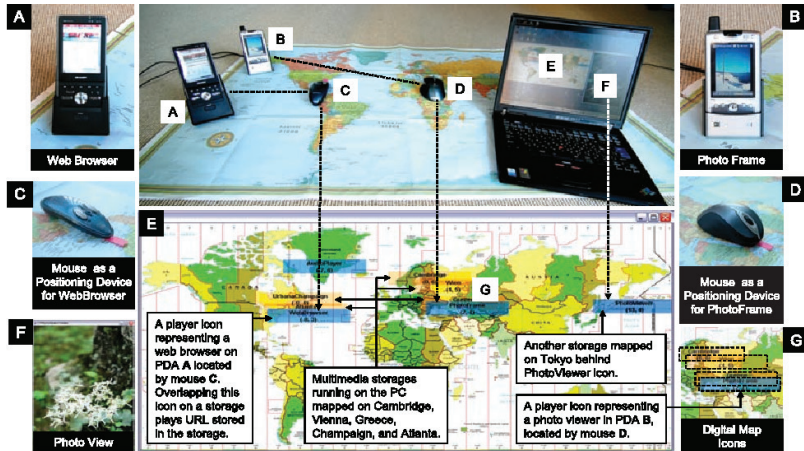 A
Web Browser
C
Mouse as a
Positioning Device
for WebBrowser
F
Photo View
B
A
C
D
E
F
B
Photo Frame
D
Mouse as a
Positioning Device
for PhotoFrame
G
Digital Map
Icons
E
G
A player icon
representing a
web browser on
PDA A located
by mouse C.
Overlapping this
icon on a storage
plays URL stored
in the storage.
Multimedia storages
running on the PC
mapped on Cambridge,
Vienna, Greece,
Champaign, and Atlanta.
Another storage mapped
on Tokyo behind
PhotoViewer icon.
A player icon representing
a photo viewer in PDA B,
located by mouse D.